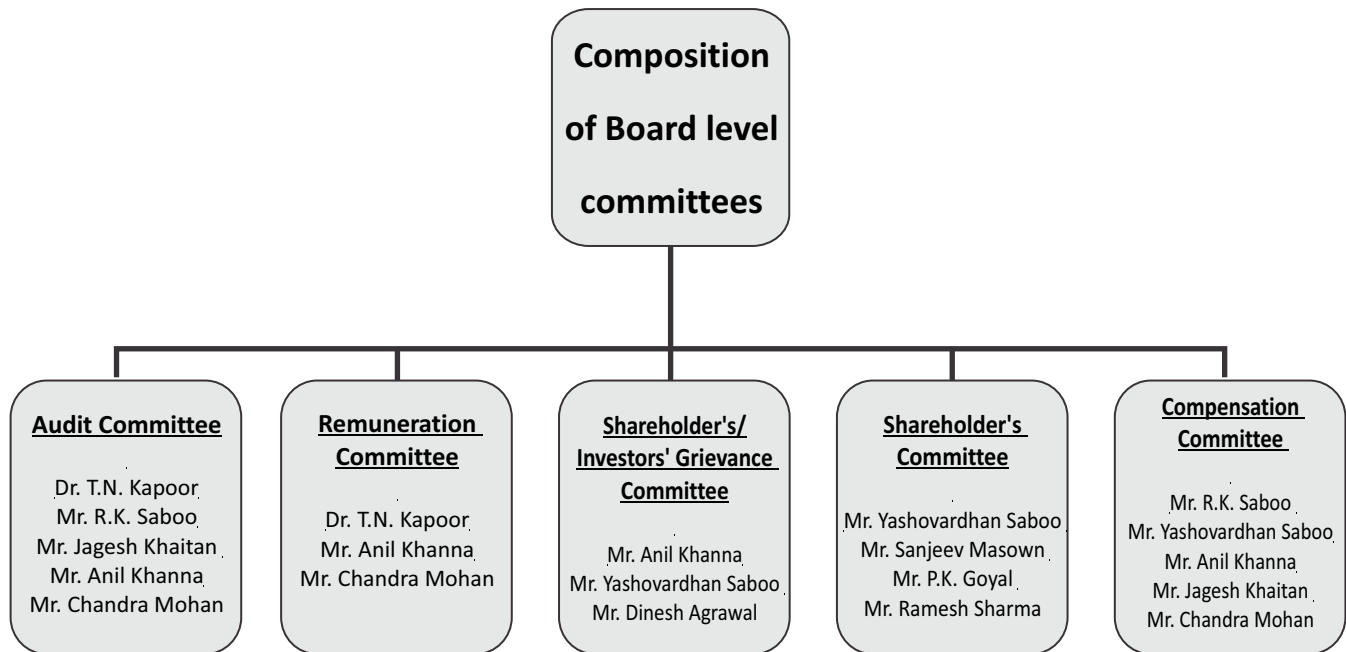 Composition
of Board level
committees
Audit Committee
Dr. T.N. Kapoor
Mr. R.K. Saboo
Mr. Jagesh Khaitan
Mr. Anil Khanna
Mr. Chandra Mohan
Remuneration
Committee
Dr. T.N. Kapoor
Mr. Anil Khanna
Mr. Chandra Mohan
Shareholder's/
Investors' Grievance
Committee
Mr. Anil Khanna
Mr. Yashovardhan Saboo
Mr. Dinesh Agrawal
Shareholder's
Committee
Mr. Yashovardhan Saboo
Mr. Sanjeev Masown
Mr. P.K. Goyal
Mr. Ramesh Sharma
Compensation
Committee
Mr. R.K. Saboo
Mr. Yashovardhan Saboo
Mr. Anil Khanna
Mr. Jagesh Khaitan
Mr. Chandra Mohan